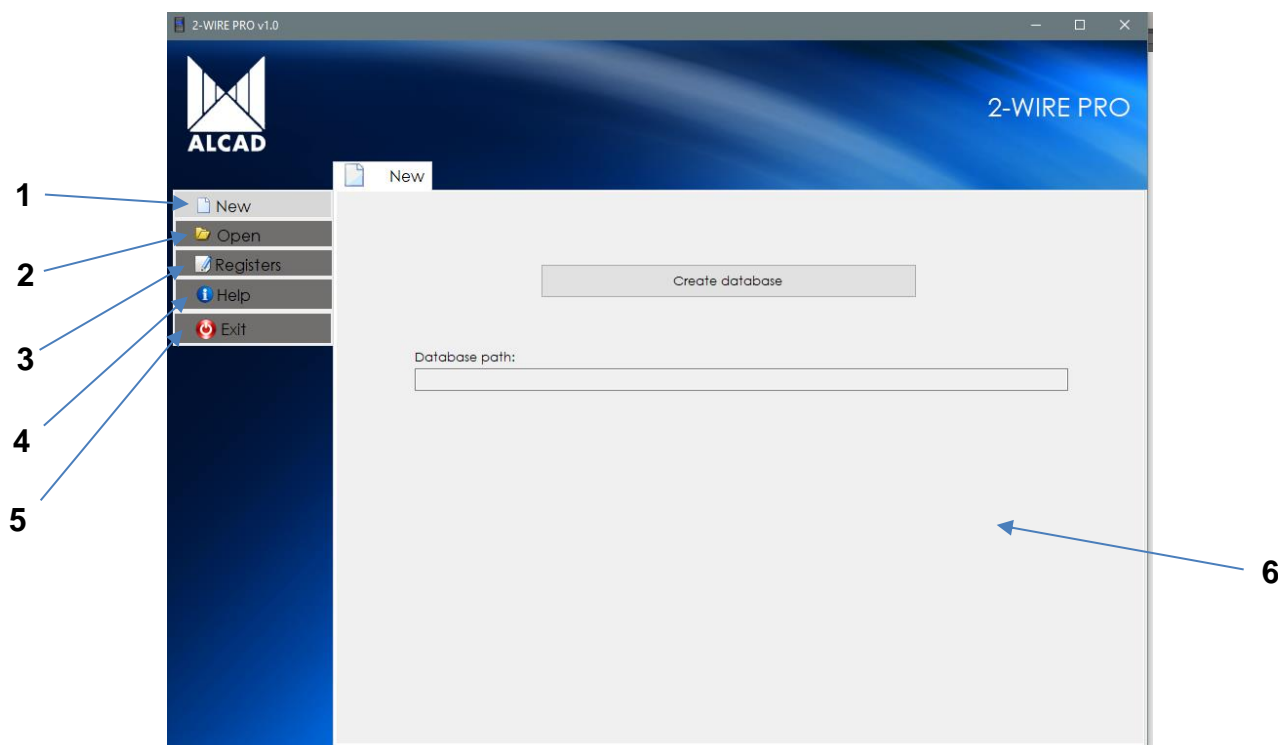 2-WIRE PRO v1.0
ALCAD
2-WIRE PRO
New
1
New
2
Open
3
Registers
4
Help
5
Exit
Create database
Database path:
6